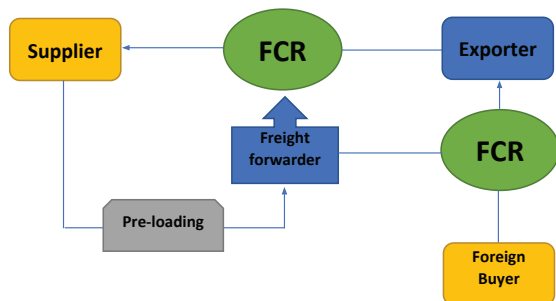 Supplier
FCR
Exporter
Freight
forwarder
FCR
Pre-loading
Foreign
Buyer